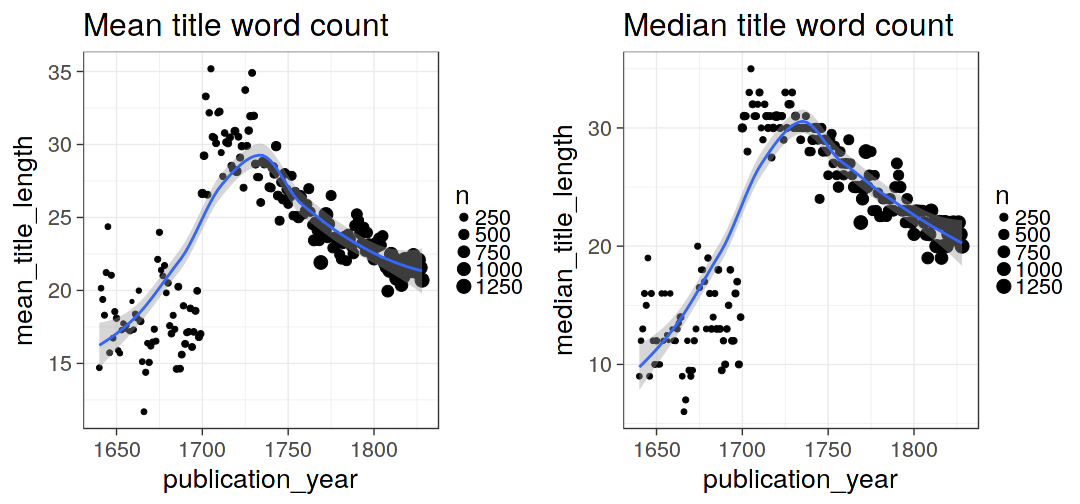 Mean title word count
mean_title_length
35
30
25
20
15
1650 1700 1750 1800
publication_year
n
250
500
750
1000
1250
Median title word count
median_title_length
30
20
10
1650 1700 1750 1800
publication_year
n
250
500
750
1000
1250